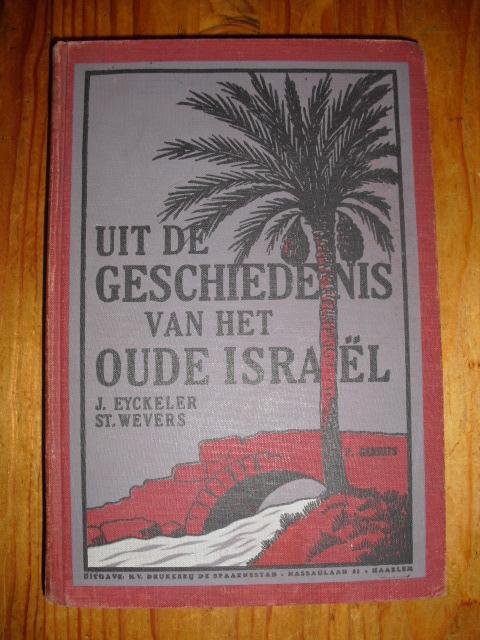 UIT DE
GESCHIEDENIS
VAN HET
OUDE ISRAËL
J. EYCKELER
ST. WEVERS
GERRITS
UITGAVE: N.V. DRUKKERIJ DE SPAARNESTAD - NASSAULAAN 51 - HAARLEM